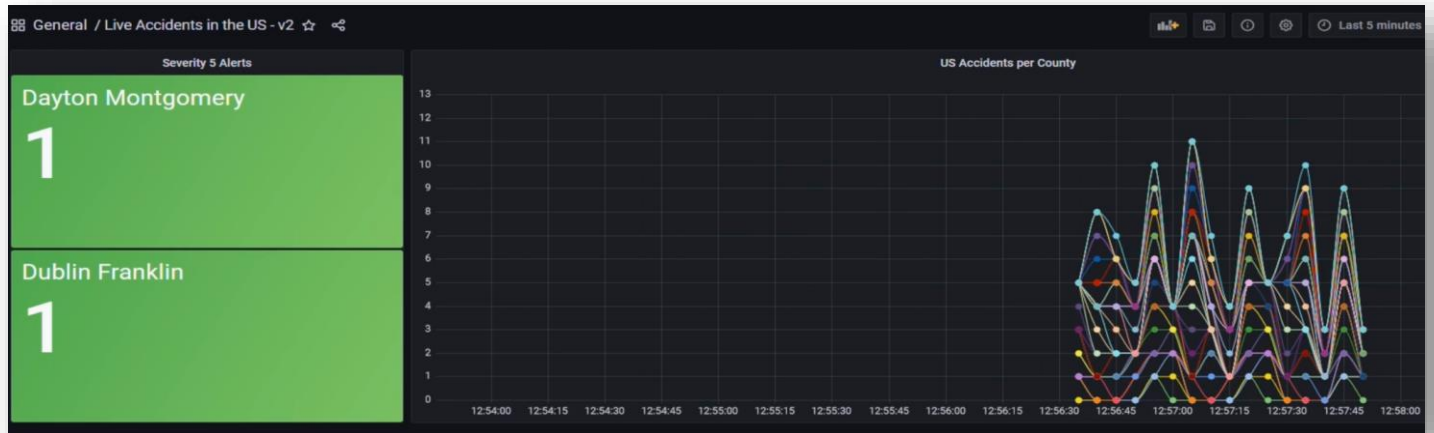 General / Live Accidents in the US - v2
Last 5 minutes
Severity 5 Alerts
Dayton Montgomery
1
Dublin Franklin
1
US Accidents per County
13
12
11
10
9
8
7
6
5
4
3
2
1
0
12:54:00 12:54:15 12:54:30 12:54:45 12:55:00 12:55:15 12:55:30 12:55:45 12:56:00 12:56:15 12:56:30 12:56:45 12:57:00 12:57:15 12:57:30 12:57:45 12:58:00